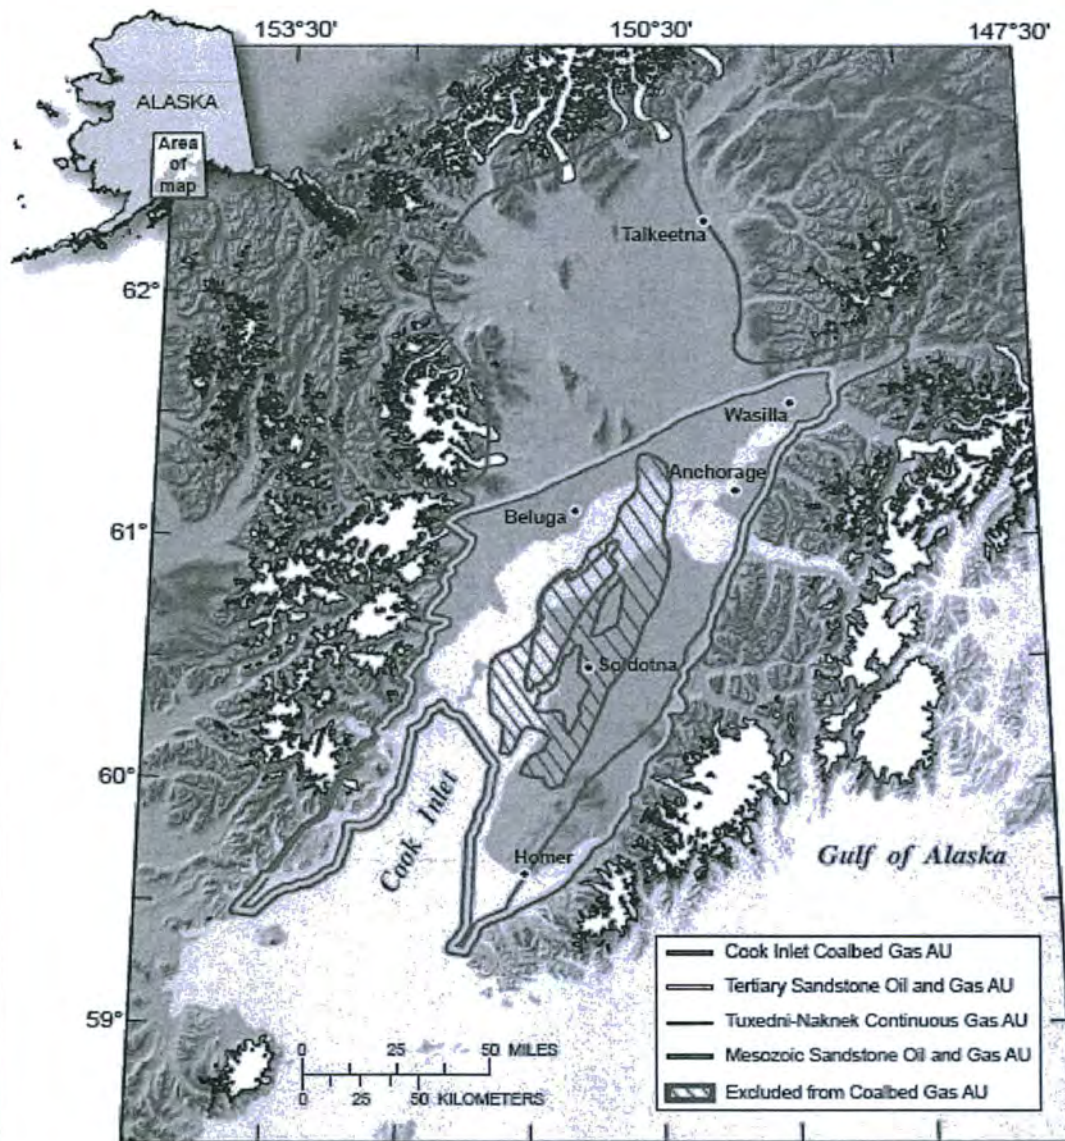 153°30'
150°30'
147°30'
ALASKA
Area
of
map
Talkeetna
62°
Wasilla
Anchorage
Beluga
61°
Soldotna
60°
Cook Inlet
Homer
Gulf of Alaska
Cook Inlet Coalbed Gas AU
Tertiary Sandstone Oil and Gas AU
Tuxedni-Naknek Continuous Gas AU
Mesozoic Sandstone Oil and Gas AU
Excluded from Coalbed Gas AU
59°
0 25 50 MILES
0 25 50 KILOMETERS